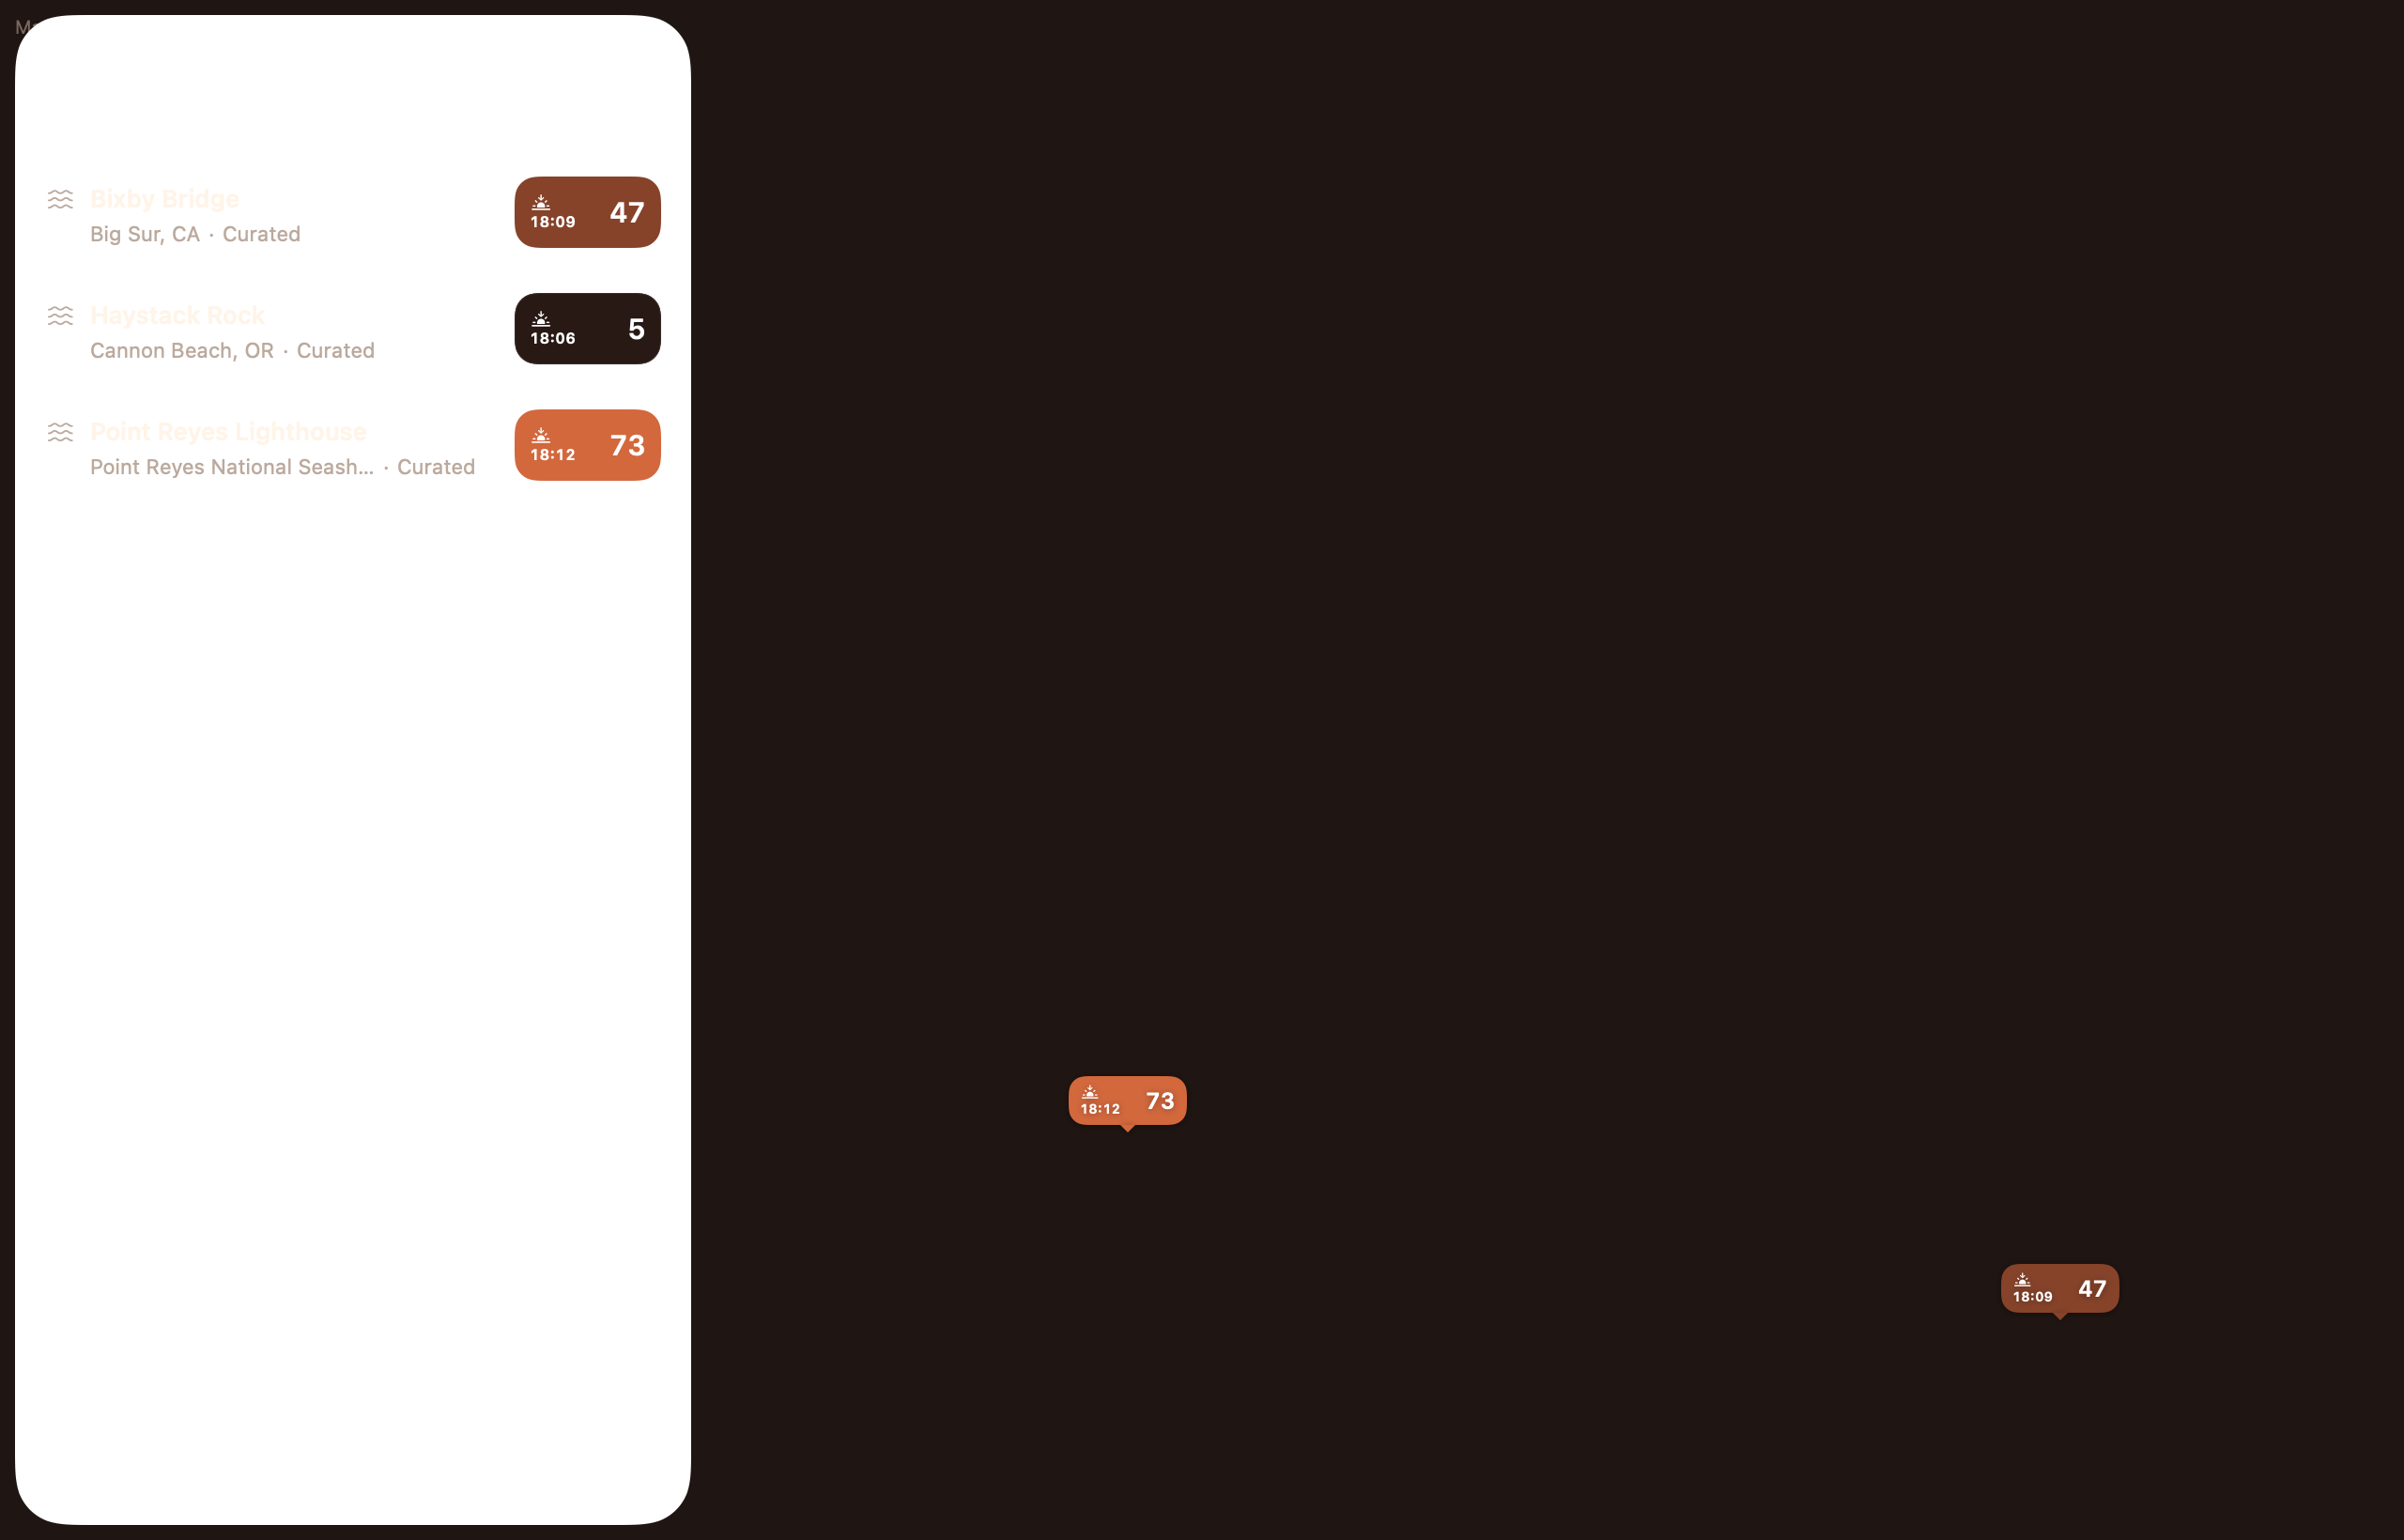 Bixby Bridge
Big Sur, CA · Curated
18:09 47
Haystack Rock
Cannon Beach, OR · Curated
18:06 5
Point Reyes Lighthouse
Point Reyes National Seash... · Curated
18:12 73
18:12 73
18:09 47